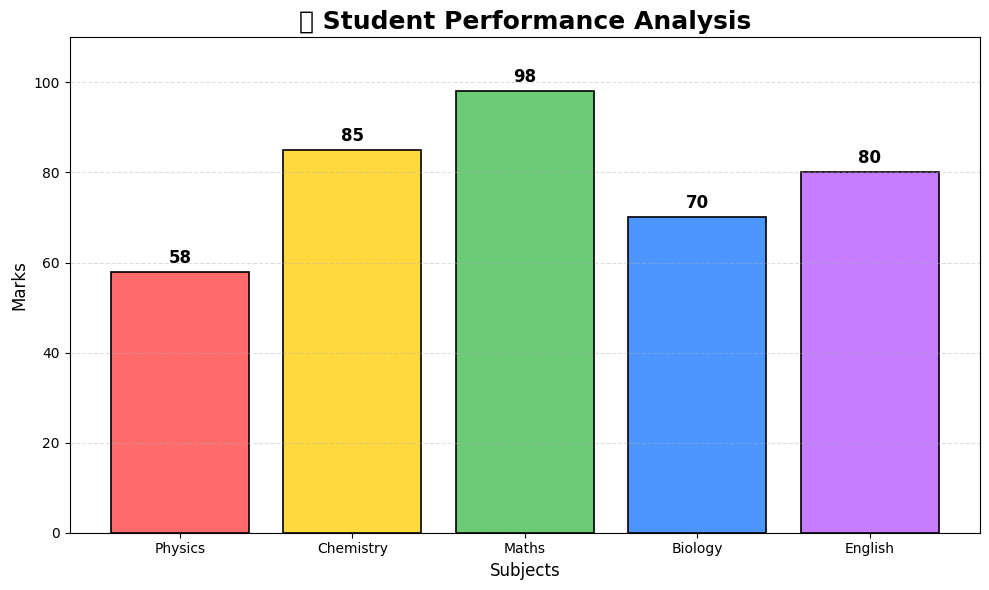 Student Performance Analysis
Marks
100
80
60
40
20
0
58
85
98
70
80
Physics
Chemistry
Maths
Biology
English
Subjects